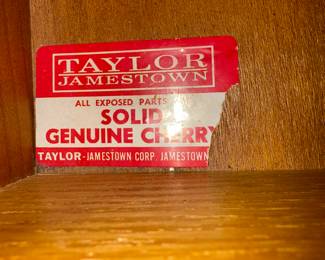 TAYLOR
JAMESTOWN
ALL EXPOSED PARTS
SOLID
GENUINE CHERRY
TAYLOR-JAMESTOWN CORP. JAMESTOWN